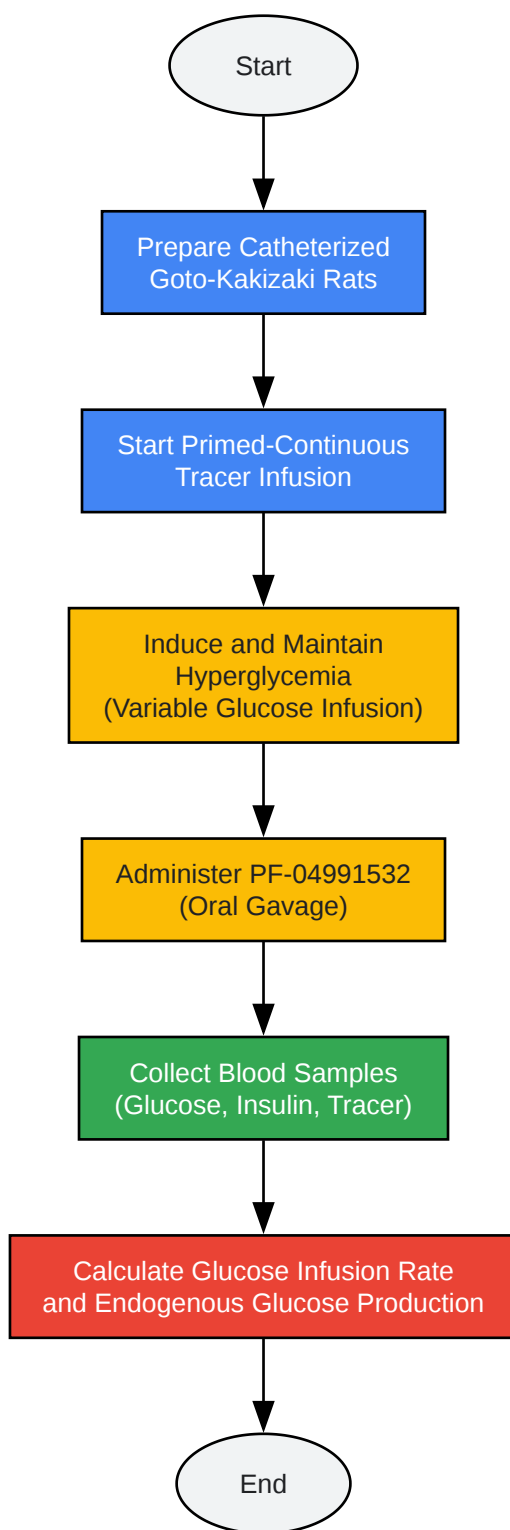 Start
Prepare Catheterized
Goto-Kakizaki Rats
Start Primed-Continuous
Tracer Infusion
Induce and Maintain
Hyperglycemia
(Variable Glucose Infusion)
Administer PF-04991532
(Oral Gavage)
Collect Blood Samples
(Glucose, Insulin, Tracer)
Calculate Glucose Infusion Rate
and Endogenous Glucose Production
End